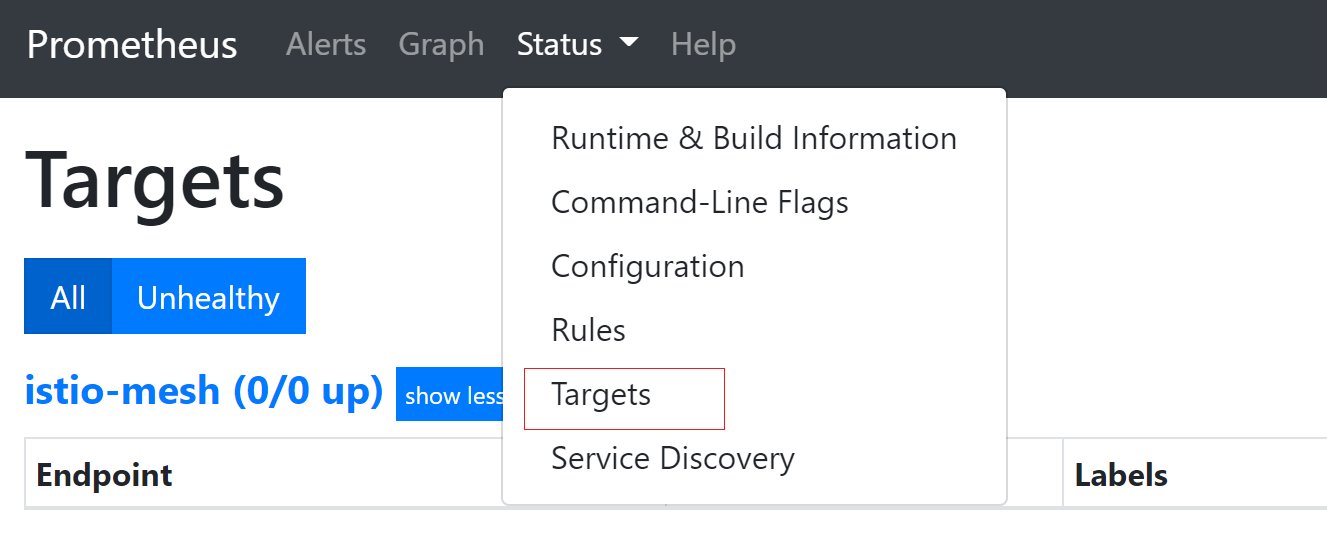 Prometheus Alerts Graph Status Help
Runtime & Build Information
Targets
Command-Line Flags
All Unhealthy
Configuration
Rules
istio-mesh (0/0 up) show less
Targets
Service Discovery
Endpoint Labels